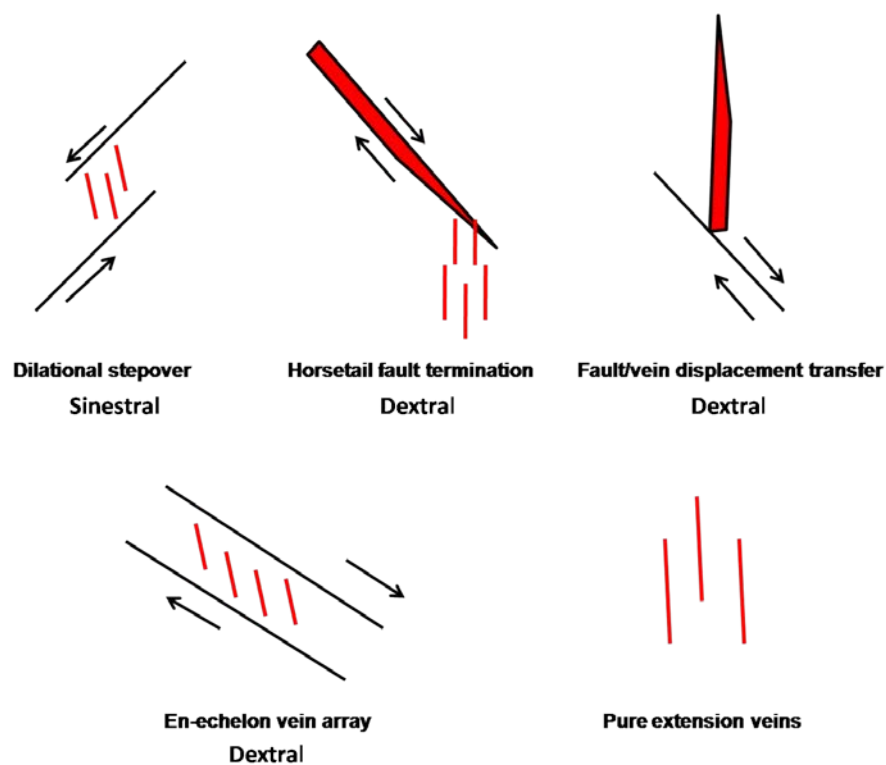 Dilational stepover
Sinestral
Horsetail fault termination
Dextral
Fault/vein displacement transfer
Dextral
En-echelon vein array
Dextral
Pure extension veins